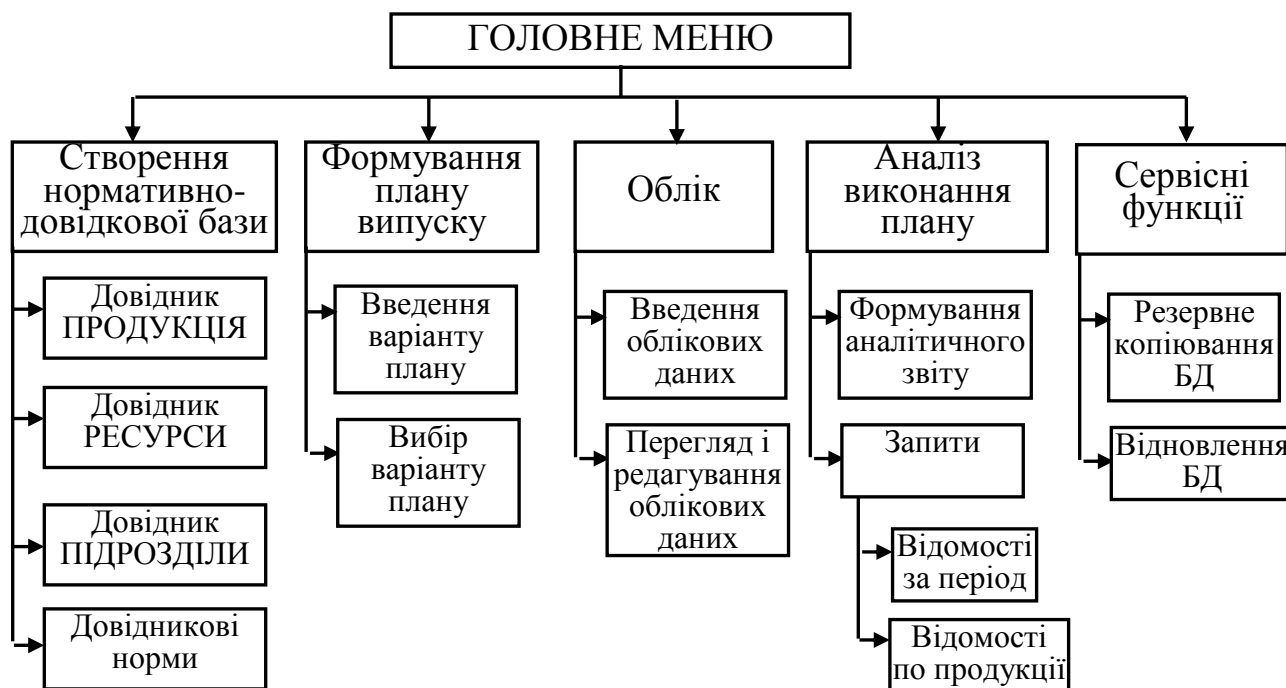 ГОЛОВНЕ МЕНЮ
Створення
нормативно-
довідкової бази
Довідник
ПРОДУКЦІЯ
Довідник
РЕСУРСИ
Довідник
ПІДРОЗДІЛИ
Довідникові
норми
Формування
плану
випуску
Введення
варіанту
плану
Вибір
варіанту
плану
Облік
Введення
облікових
даних
Перегляд і
редагування
облікових
даних
Аналіз
виконання
плану
Формування
аналітичного
звіту
Запити
Відомості
за період
Відомості
по продукції
Сервісні
функції
Резервне
копіювання
БД
Відновлення
БД